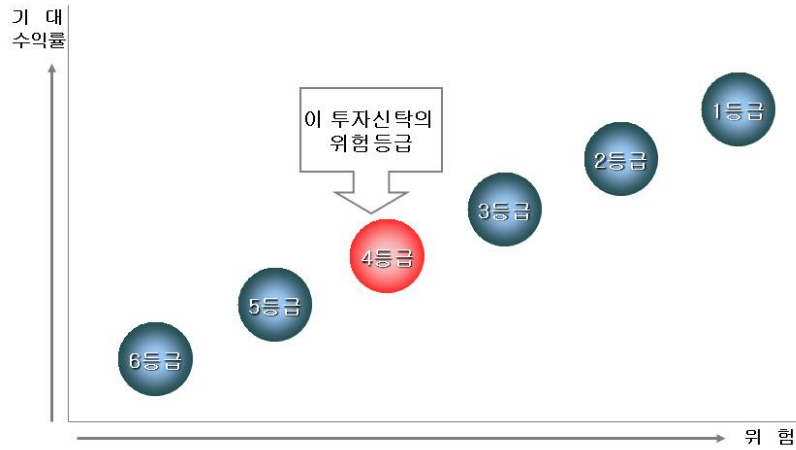 기 대
수익률
이 투자신탁의
위험등급
1등급
2등급
3등급
4등급
5등급
6등급
위 험